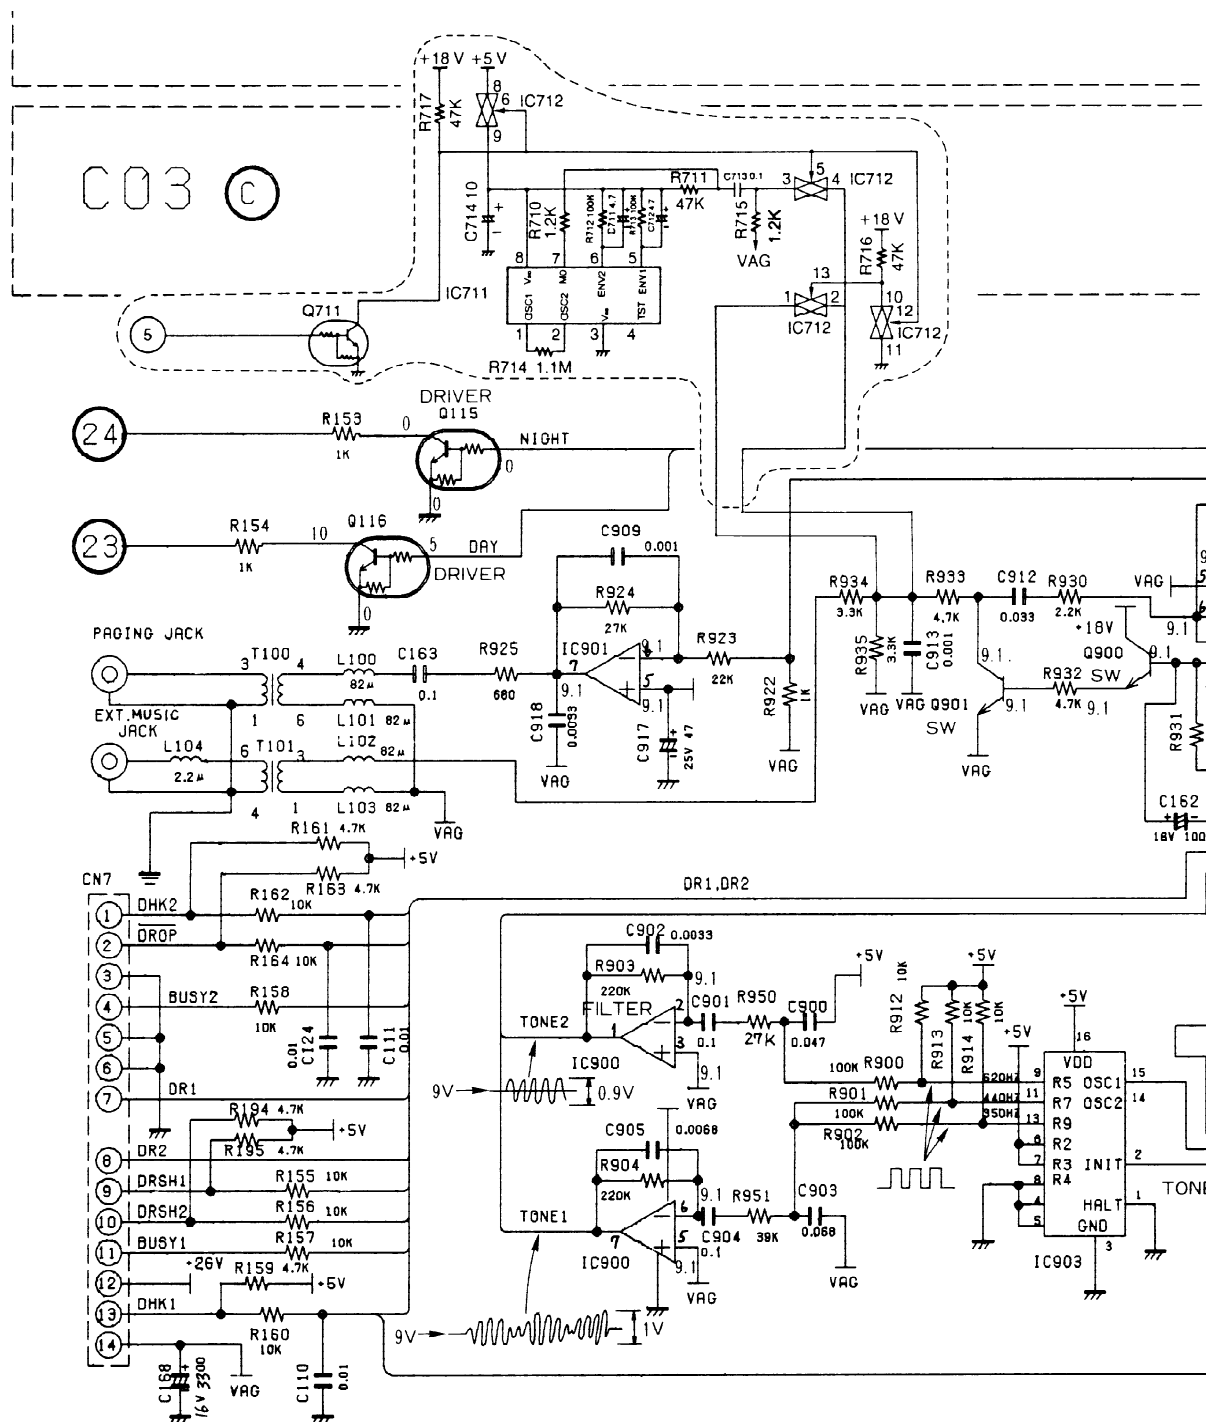 +18V +5V
R717 47K
8 6 IC712
9
C03 C
C714 10
+
-
R710 1.2K
R712 100K
C711 4.7
R713 100K
C712 4.7
R711
47K
C713 0.1
R715 1.2K
VAG
3 5 4 IC712
+18V
R716 47K
8 7 6 5
IC711
OSC1 OSC2 M0 ENV2 TST ENV1
1 2 3 4
R714 1.1M
13
1 2
IC712
10
12
IC712
11
Q711
5
DRIVER
Q115
24
R153
1K
0
NIGHT
0
0
23
R154
1K
10
Q116
5
DAY
DRIVER
0
C909
0.001
R924
27K
IC901
9.1
7
6
5
9.1
9.1
R923
22K
R922 1K
VAG
R934
3.3K
R935 3.3K
VAG
C913 0.001
VAG
R933
4.7K
C912
0.033
R930
2.2K
VAG
9.1
+18V
Q900
SW
9.1
R932
4.7K
9.1
9.1
Q901
SW
9.1
VAG
R931
C162
+ -
16V 100
PAGING JACK
T100
3 4
1 6
L100
82µ
L101 82µ
C163
0.1
R925
680
C918 0.0033
VAG
C917 25V 47
+
EXT.MUSIC
JACK
L104
2.2µ
T101
6 3
4 1
L102
82µ
L103 82µ
VAG
R161 4.7K
+5V
R163 4.7K
CN7
1 DHK2
R162 10K
2 DROP
R164 10K
3
4 BUSY2
R158
10K
5
6
0.01 C124
C111 0.01
7 DR1
R194 4.7K
+5V
R195 4.7K
8 DR2
9 DRSH1
R155 10K
10 DRSH2
R156 10K
11 BUSY1
R157 10K
12 +26V
R159 4.7K
+5V
13 DHK1
R160
10K
14
C168 16V 3300
+
VAG
C110 0.01
DR1,DR2
C902 0.0033
R903
220K
FILTER
TONE2
1
2
3
IC900
9.1
9.1
C901
0.1
R950
27K
C900
0.047
+5V
VAG
9V
0.9V
C905 0.0068
R904
220K
TONE1
7
6
5
IC900
9.1
9.1
C904
0.1
R951
39K
C903
0.068
VAG
VAG
9V
1V
R912 10K
R913 10K
R914 10K
+5V
100K R900
R901
100K
R902
100K
620HZ
440HZ
350HZ
+5V
+5V
16
VDD
9 R5 OSC1 15
11 R7 OSC2 14
13 R9
6 R2
7 R3 INIT 2
8 R4
4 HALT 1
5 GND
3
IC903
TONE